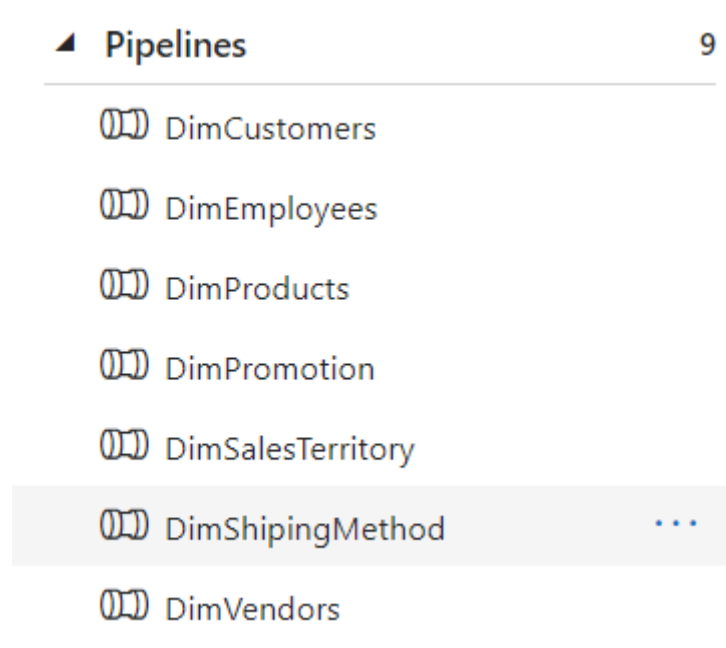 Pipelines 9
DimCustomers
DimEmployees
DimProducts
DimPromotion
DimSalesTerritory
DimShipingMethod ...
DimVendors